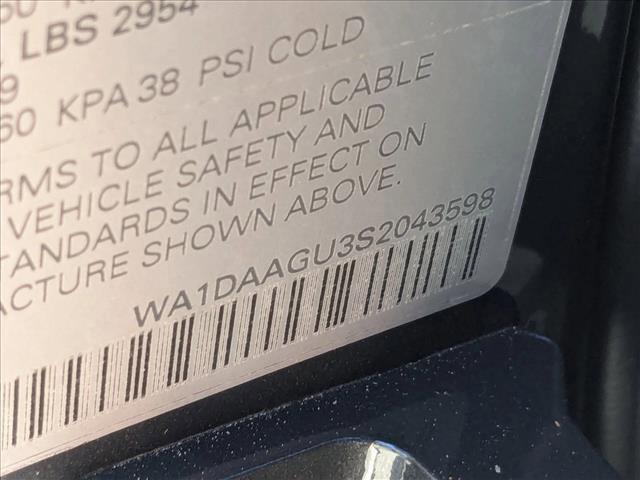 LBS 2954
9
60 KPA 38 PSI COLD
RMS TO ALL APPLICABLE
VEHICLE SAFETY AND
TANDARDS IN EFFECT ON
ACTURE SHOWN ABOVE.
WA1DAAGU3S2043598